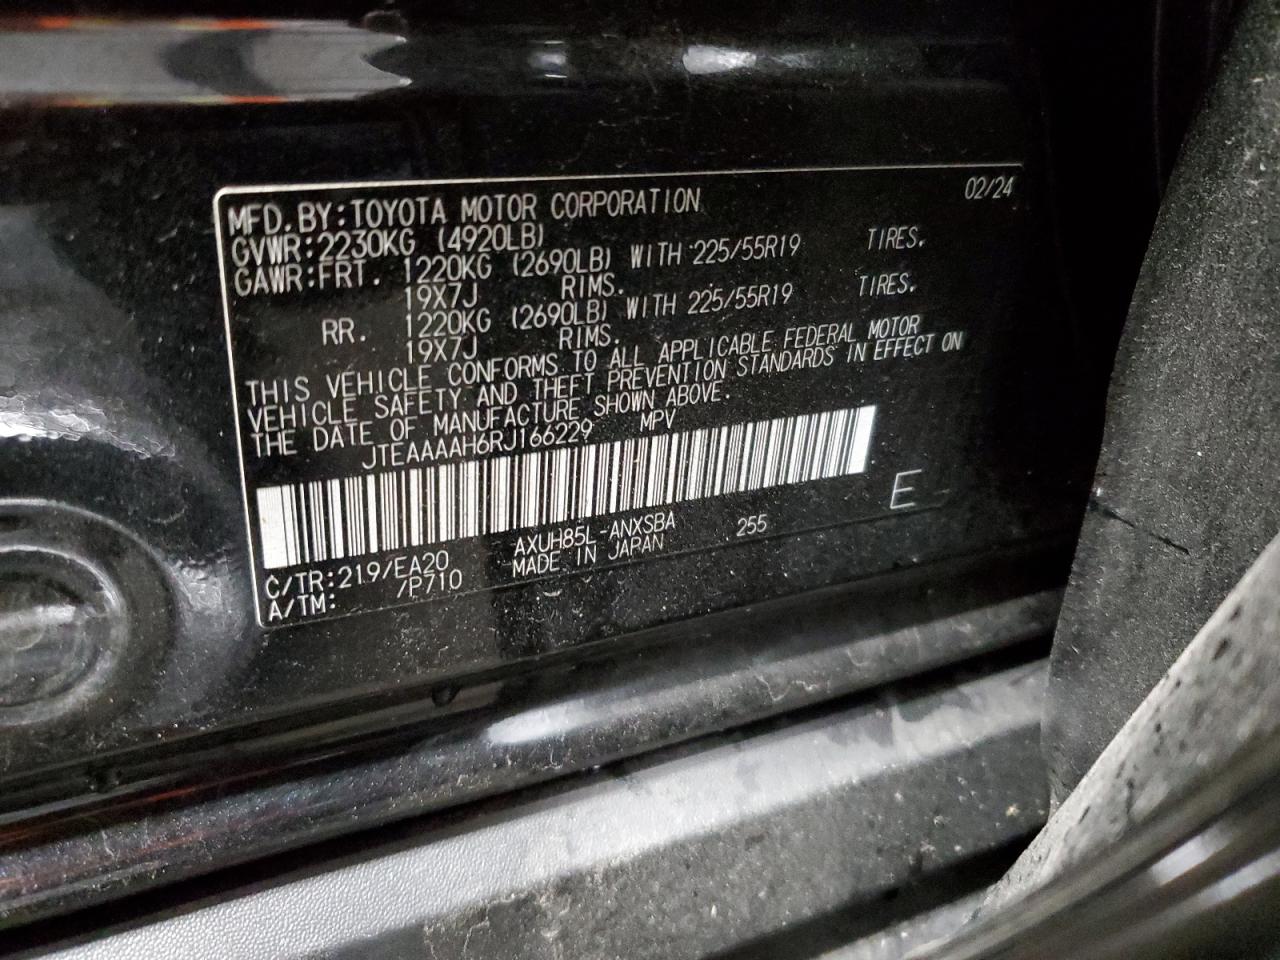 02/24
MFD.BY:TOYOTA MOTOR CORPORATION
GVWR:2230KG (4920LB)
GAWR:FRT. 1220KG (2690LB) WITH 225/55R19 TIRES.
19X7J RIMS.
RR. 1220KG (2690LB) WITH 225/55R19 TIRES.
19X7J RIMS.
THIS VEHICLE CONFORMS TO ALL APPLICABLE FEDERAL MOTOR
VEHICLE SAFETY AND THEFT PREVENTION STANDARDS IN EFFECT ON
THE DATE OF MANUFACTURE SHOWN ABOVE.
JTEAAAAH6RJ166229 MPV
E
C/TR:219/EA20 AXUH85L-ANXSBA 255
A/TM: /P710 MADE IN JAPAN